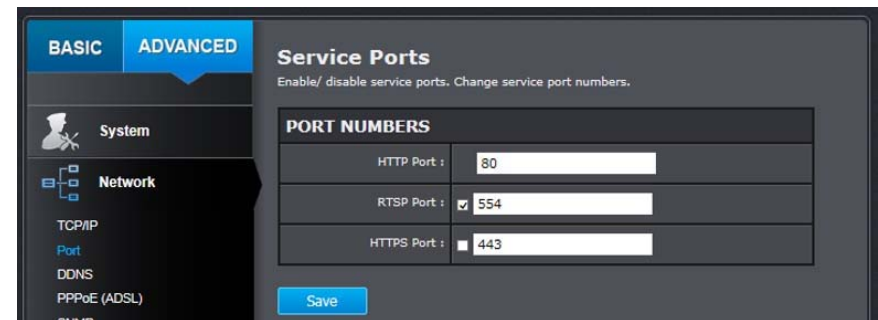 BASIC ADVANCED
System
Network
TCP/IP
Port
DDNS
PPPoE (ADSL)
Service Ports
Enable/ disable service ports. Change service port numbers.
PORT NUMBERS
HTTP Port : 80
RTSP Port : 554
HTTPS Port : 443
Save